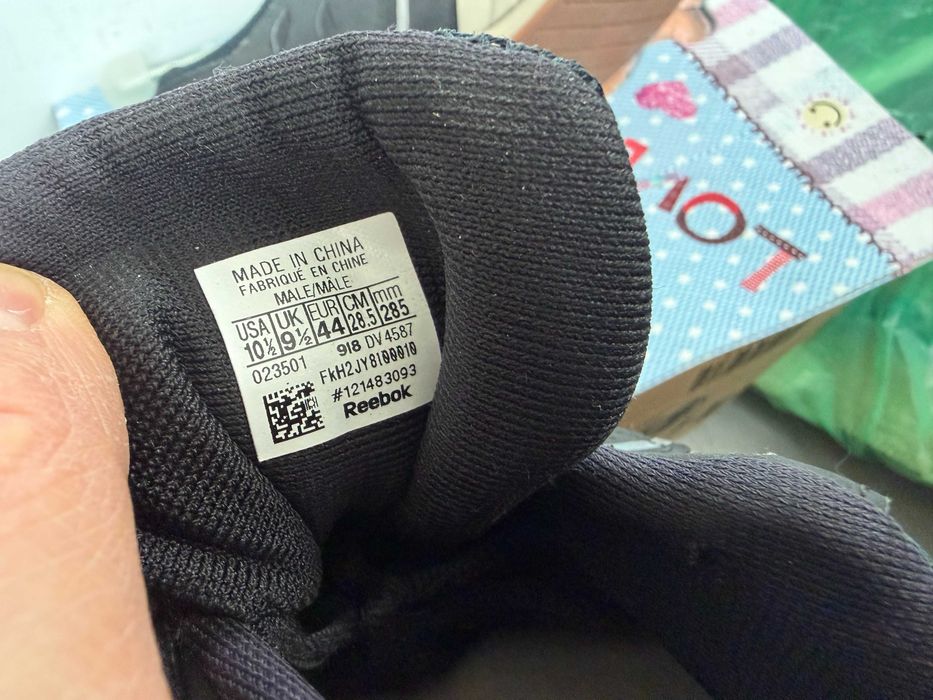 MADE IN CHINA
FABRIQUÉ EN CHINE
MALE/MÂLE
USA UK EUR CM mm
10½ 9½ 44 28.5 285
023501 918 DV4587
FKH2JY8I00010
#121483093
Reebok